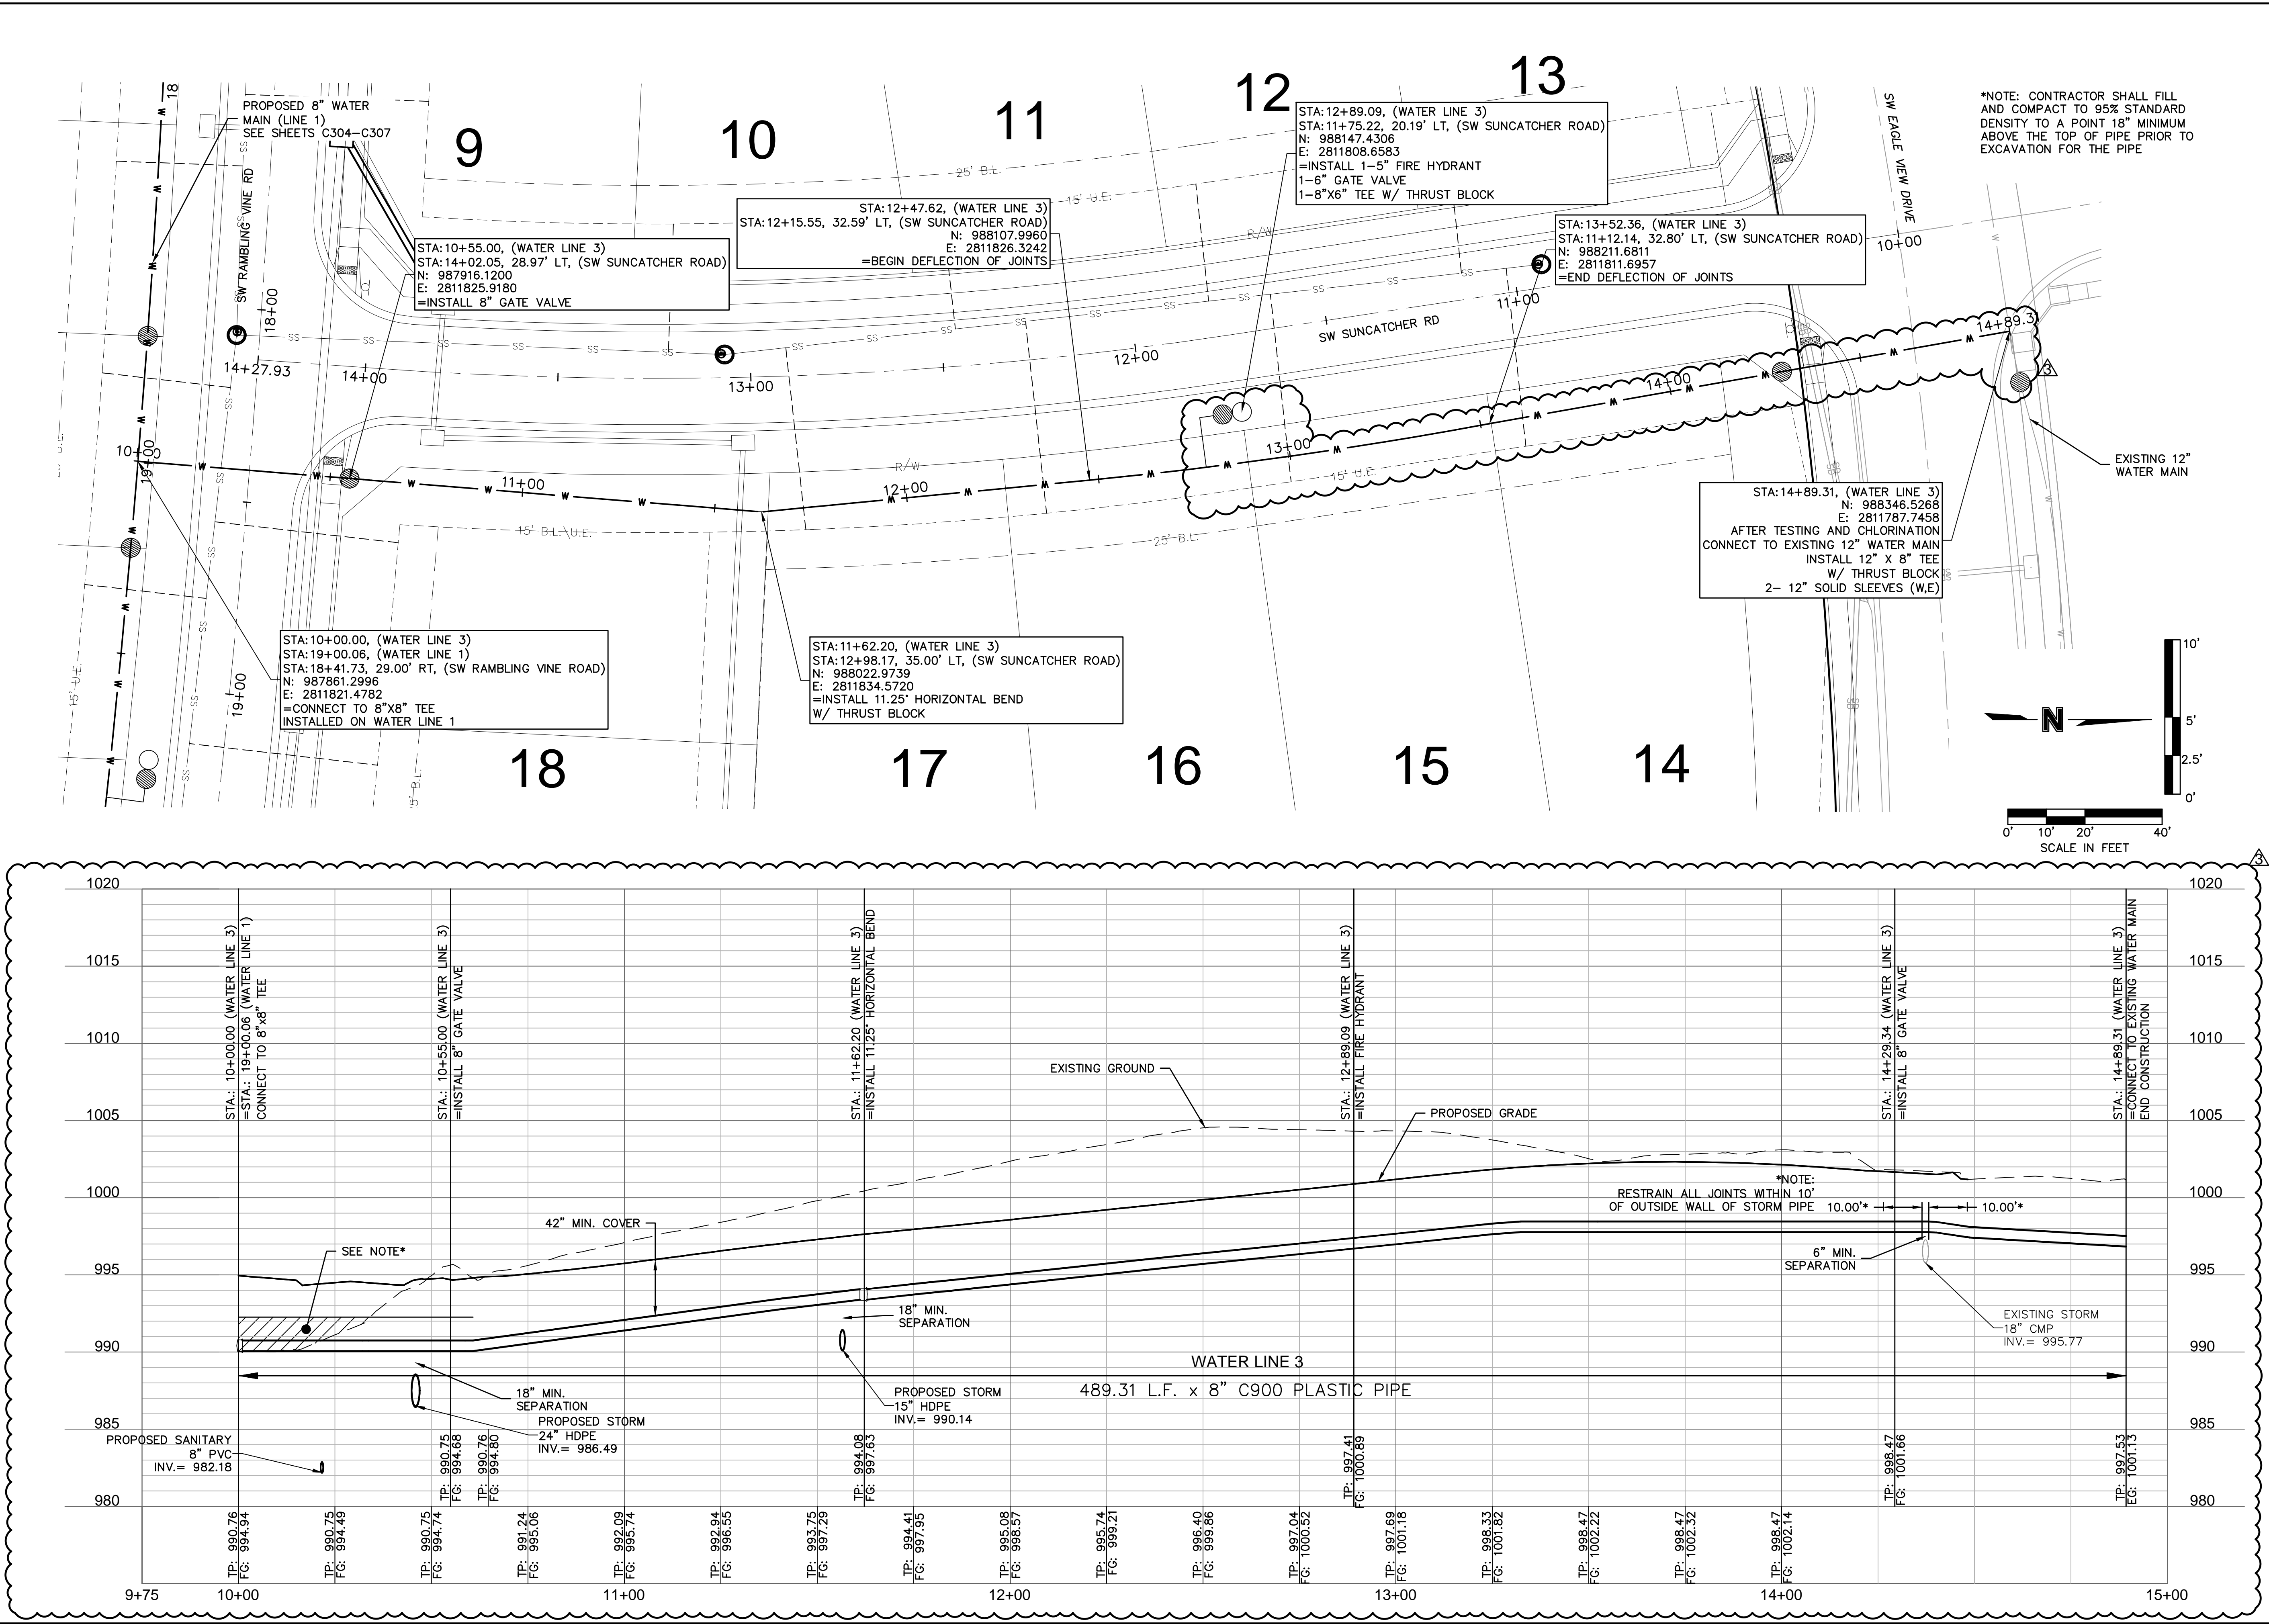 9
10
11
12
13
PROPOSED 8" WATER
MAIN (LINE 1)
SEE SHEETS C304-C307
18
SW RAMBLING VINE RD
18+00
STA:10+55.00, (WATER LINE 3)
STA:14+02.05, 28.97' LT, (SW SUNCATCHER ROAD)
N: 987916.1200
E: 2811825.9180
=INSTALL 8" GATE VALVE
STA:12+47.62, (WATER LINE 3)
STA:12+15.55, 32.59' LT, (SW SUNCATCHER ROAD)
N: 988107.9960
E: 2811826.3242
=BEGIN DEFLECTION OF JOINTS
STA:12+89.09, (WATER LINE 3)
STA:11+75.22, 20.19' LT, (SW SUNCATCHER ROAD)
N: 988147.4306
E: 2811808.6583
=INSTALL 1-5" FIRE HYDRANT
1-6" GATE VALVE
1-8"X6" TEE W/ THRUST BLOCK
STA:13+52.36, (WATER LINE 3)
STA:11+12.14, 32.80' LT, (SW SUNCATCHER ROAD)
N: 988211.6811
E: 2811811.6957
=END DEFLECTION OF JOINTS
SW EAGLE VIEW DRIVE
10+00
*NOTE: CONTRACTOR SHALL FILL
AND COMPACT TO 95% STANDARD
DENSITY TO A POINT 18" MINIMUM
ABOVE THE TOP OF PIPE PRIOR TO
EXCAVATION FOR THE PIPE
25' B.L.
15' U.E.
R/W
14+27.93
14+00
13+00
12+00
11+00
SW SUNCATCHER RD
14+89.31
3
14+00
13+00
10+00
19+00
11+00
12+00
R/W
15' U.E.
25' B.L.
15' B.L.\U.E.
EXISTING 12"
WATER MAIN
STA:14+89.31, (WATER LINE 3)
N: 988346.5268
E: 2811787.7458
AFTER TESTING AND CHLORINATION
CONNECT TO EXISTING 12" WATER MAIN
INSTALL 12" X 8" TEE
W/ THRUST BLOCK
2- 12" SOLID SLEEVES (W,E)
STA:10+00.00, (WATER LINE 3)
STA:19+00.06, (WATER LINE 1)
STA:18+41.73, 29.00' RT, (SW RAMBLING VINE ROAD)
N: 987861.2996
E: 2811821.4782
=CONNECT TO 8"X8" TEE
INSTALLED ON WATER LINE 1
STA:11+62.20, (WATER LINE 3)
STA:12+98.17, 35.00' LT, (SW SUNCATCHER ROAD)
N: 988022.9739
E: 2811834.5720
=INSTALL 11.25° HORIZONTAL BEND
W/ THRUST BLOCK
15' U.E.
19+00
18
17
16
15
14
N
10'
5'
2.5'
0'
0' 10' 20' 40'
SCALE IN FEET
3
1020
1015
1010
1005
1000
995
990
985
980
1020
1015
1010
1005
1000
995
990
985
980
STA.: 10+00.00 (WATER LINE 3)
=STA.: 19+00.06 (WATER LINE 1)
CONNECT TO 8"x8" TEE
STA.: 10+55.00 (WATER LINE 3)
=INSTALL 8" GATE VALVE
STA.: 11+62.20 (WATER LINE 3)
=INSTALL 11.25° HORIZONTAL BEND
STA.: 12+89.09 (WATER LINE 3)
=INSTALL FIRE HYDRANT
STA.: 14+29.34 (WATER LINE 3)
=INSTALL 8" GATE VALVE
STA.: 14+89.31 (WATER LINE 3)
=CONNECT TO EXISTING WATER MAIN
END CONSTRUCTION
EXISTING GROUND
PROPOSED GRADE
42" MIN. COVER
SEE NOTE*
*NOTE:
RESTRAIN ALL JOINTS WITHIN 10'
OF OUTSIDE WALL OF STORM PIPE
10.00'*
10.00'*
6" MIN.
SEPARATION
EXISTING STORM
18" CMP
INV.= 995.77
18" MIN.
SEPARATION
WATER LINE 3
489.31 L.F. x 8" C900 PLASTIC PIPE
PROPOSED STORM
15" HDPE
INV.= 990.14
18" MIN.
SEPARATION
PROPOSED STORM
24" HDPE
INV.= 986.49
PROPOSED SANITARY
8" PVC
INV.= 982.18
TP: 990.75
FG: 994.68
TP: 990.76
FG: 994.80
TP: 994.08
FG: 997.63
TP: 997.41
FG: 1000.89
TP: 998.47
FG: 1001.66
TP: 997.53
EG: 1001.13
TP: 990.76
FG: 994.94
TP: 990.75
FG: 994.49
TP: 990.75
FG: 994.74
TP: 991.24
FG: 995.06
TP: 992.09
FG: 995.74
TP: 992.94
FG: 996.55
TP: 993.75
FG: 997.29
TP: 994.41
FG: 997.95
TP: 995.08
FG: 998.57
TP: 995.74
FG: 999.21
TP: 996.40
FG: 999.86
TP: 997.04
FG: 1000.52
TP: 997.69
FG: 1001.18
TP: 998.33
FG: 1001.82
TP: 998.47
FG: 1002.22
TP: 998.47
FG: 1002.32
TP: 998.47
FG: 1002.14
9+75
10+00
11+00
12+00
13+00
14+00
15+00